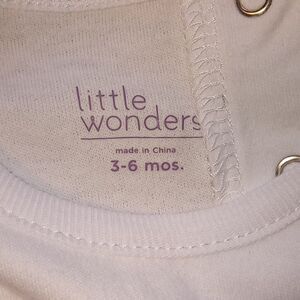 little
wonders
made in China
3-6 mos.